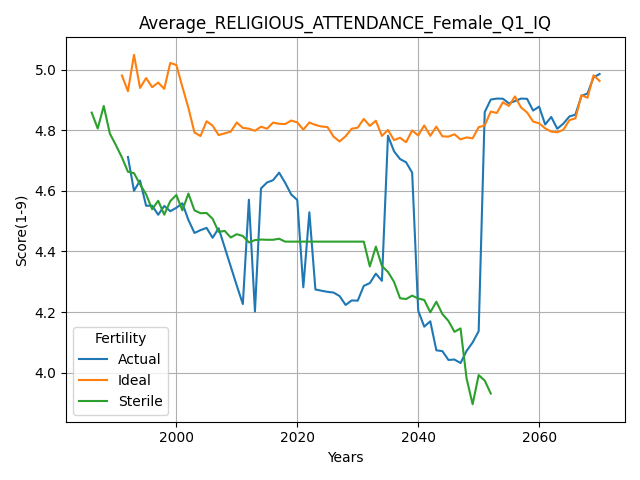 Average_RELIGIOUS_ATTENDANCE_Female_Q1_IQ
5.0
4.8
4.6
4.4
4.2
4.0
Score(1-9)
Fertility
Actual
Ideal
Sterile
2000 2020 2040 2060
Years